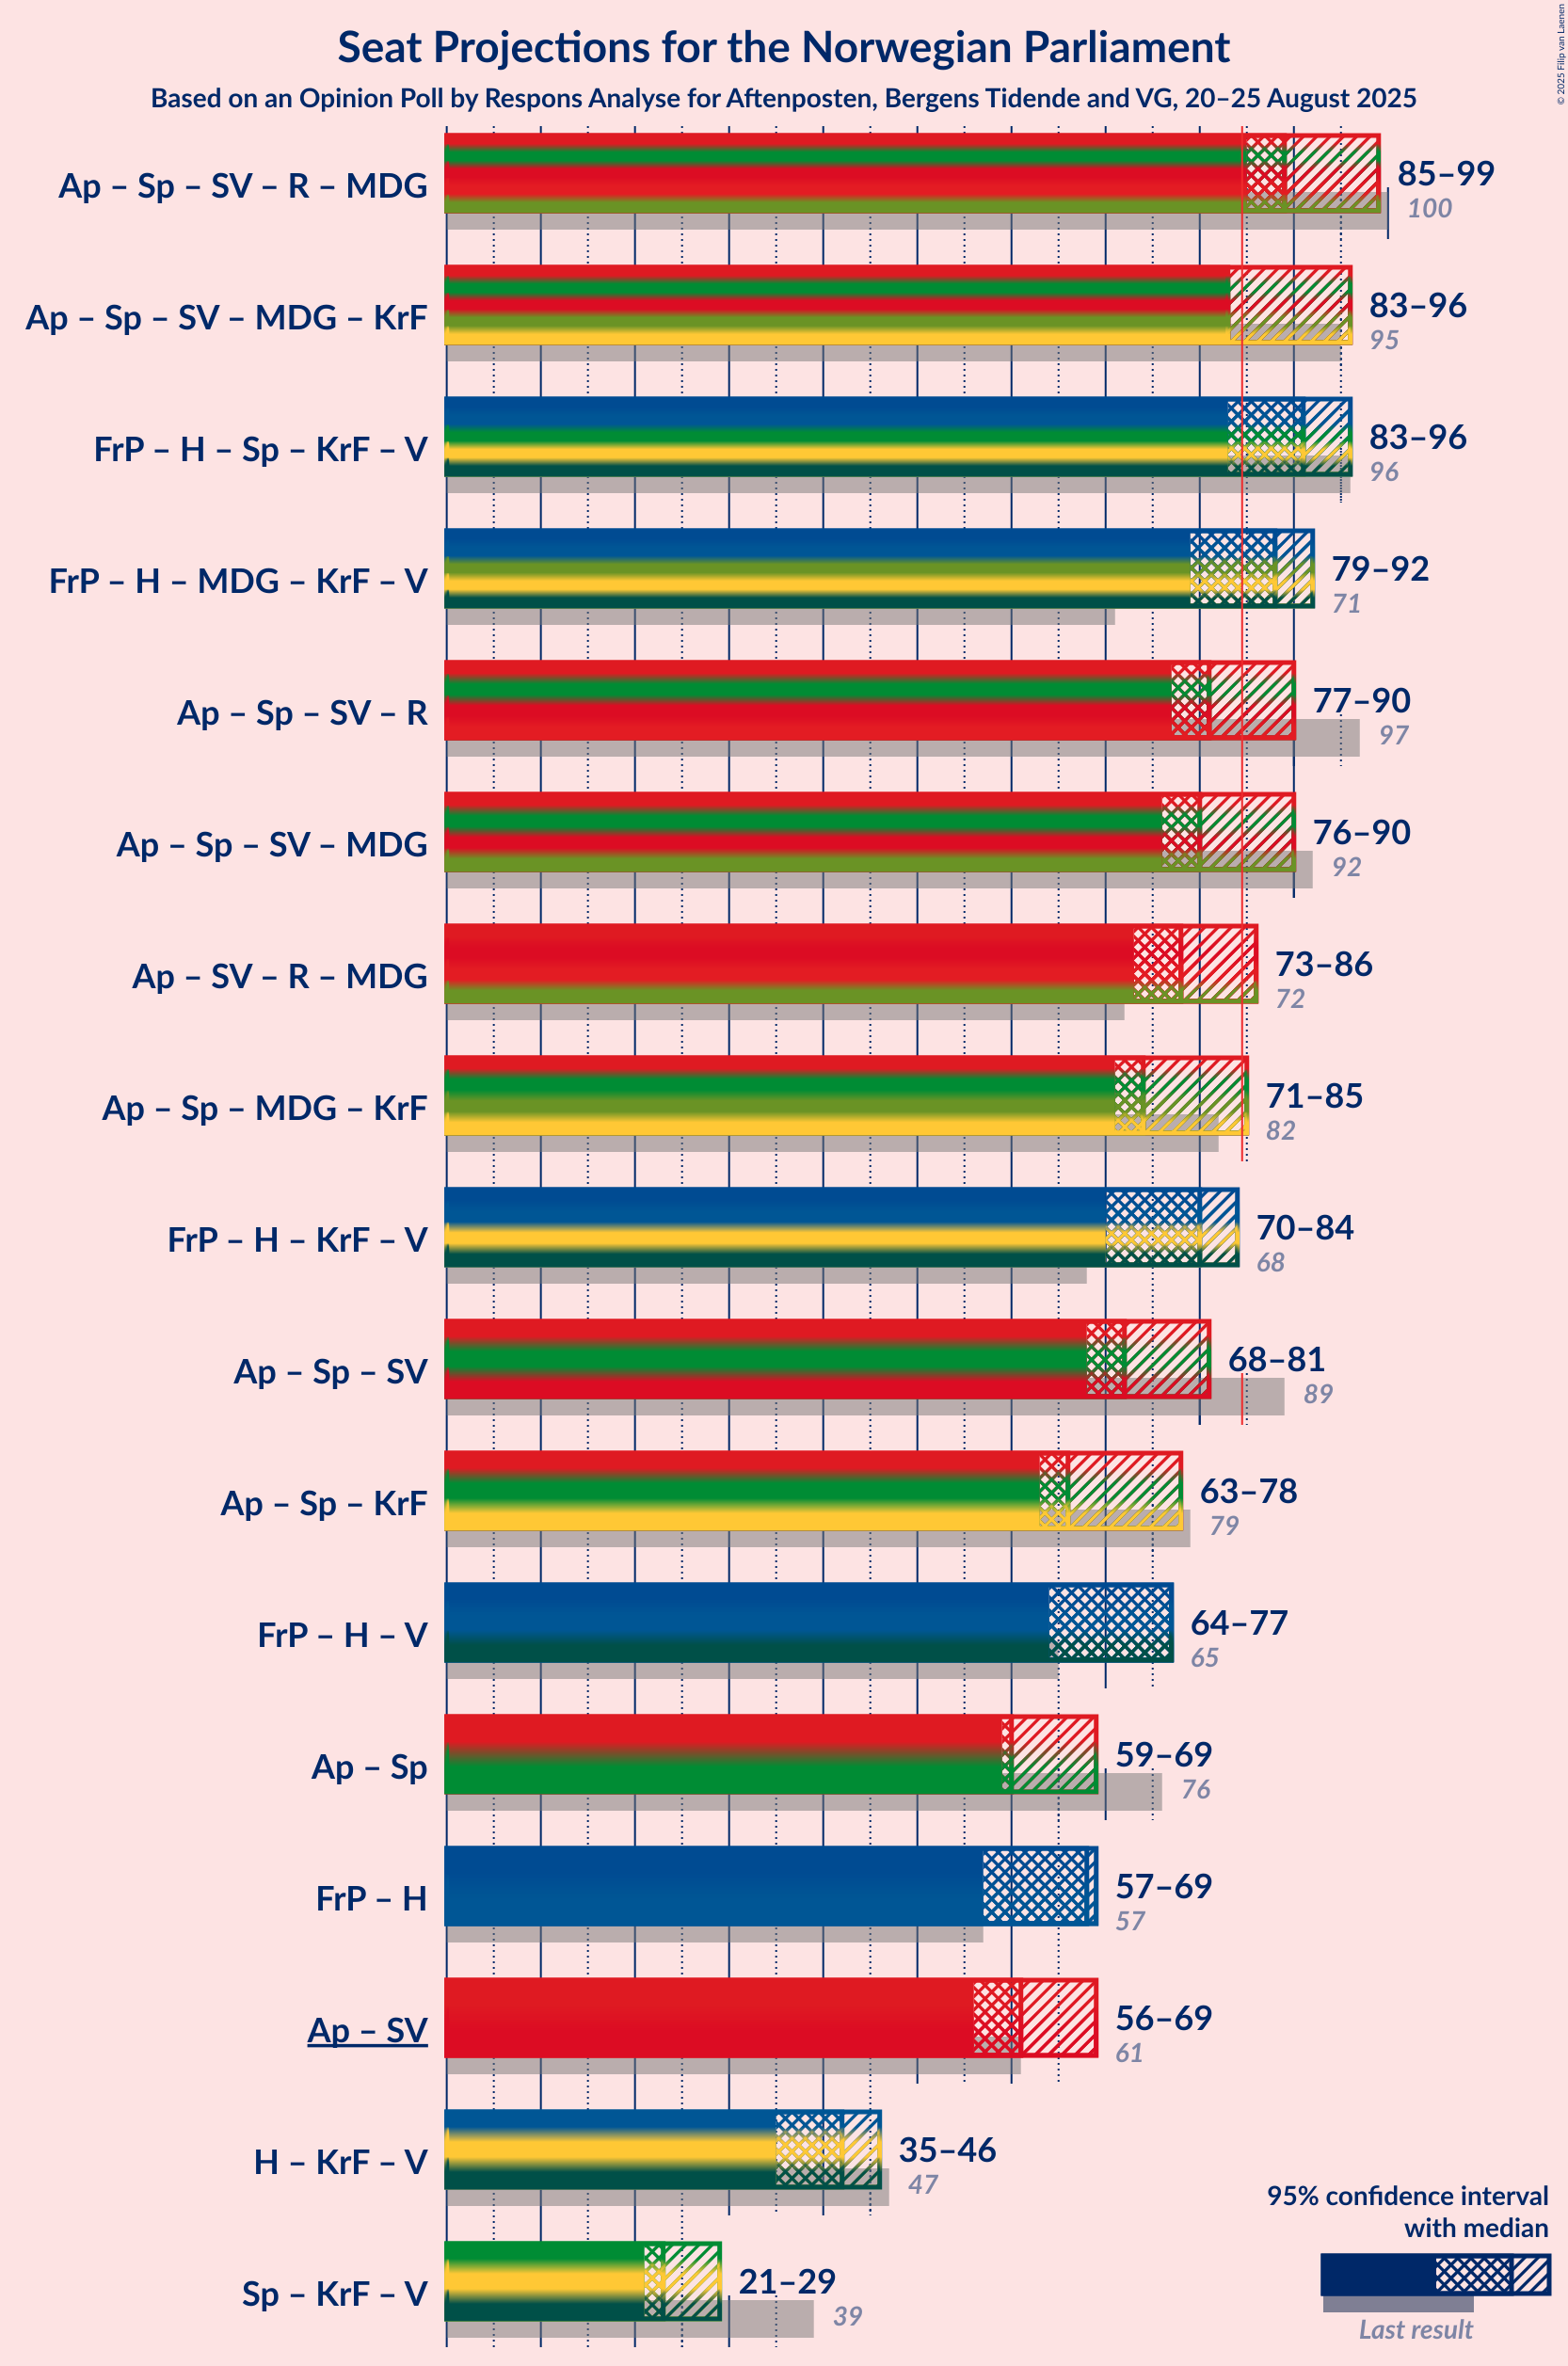 Seat Projections for the Norwegian Parliament
Based on an Opinion Poll by Respons Analyse for Aftenposten, Bergens Tidende and VG, 20–25 August 2025
© 2025 Filip van Laenen
Ap – Sp – SV – R – MDG
85–99
100
Ap – Sp – SV – MDG – KrF
83–96
95
FrP – H – Sp – KrF – V
83–96
96
FrP – H – MDG – KrF – V
79–92
71
Ap – Sp – SV – R
77–90
97
Ap – Sp – SV – MDG
76–90
92
Ap – SV – R – MDG
73–86
72
Ap – Sp – MDG – KrF
71–85
82
FrP – H – KrF – V
70–84
68
Ap – Sp – SV
68–81
89
Ap – Sp – KrF
63–78
79
FrP – H – V
64–77
65
Ap – Sp
59–69
76
FrP – H
57–69
57
Ap – SV
56–69
61
H – KrF – V
35–46
47
Sp – KrF – V
21–29
39
95% confidence interval
with median
Last result